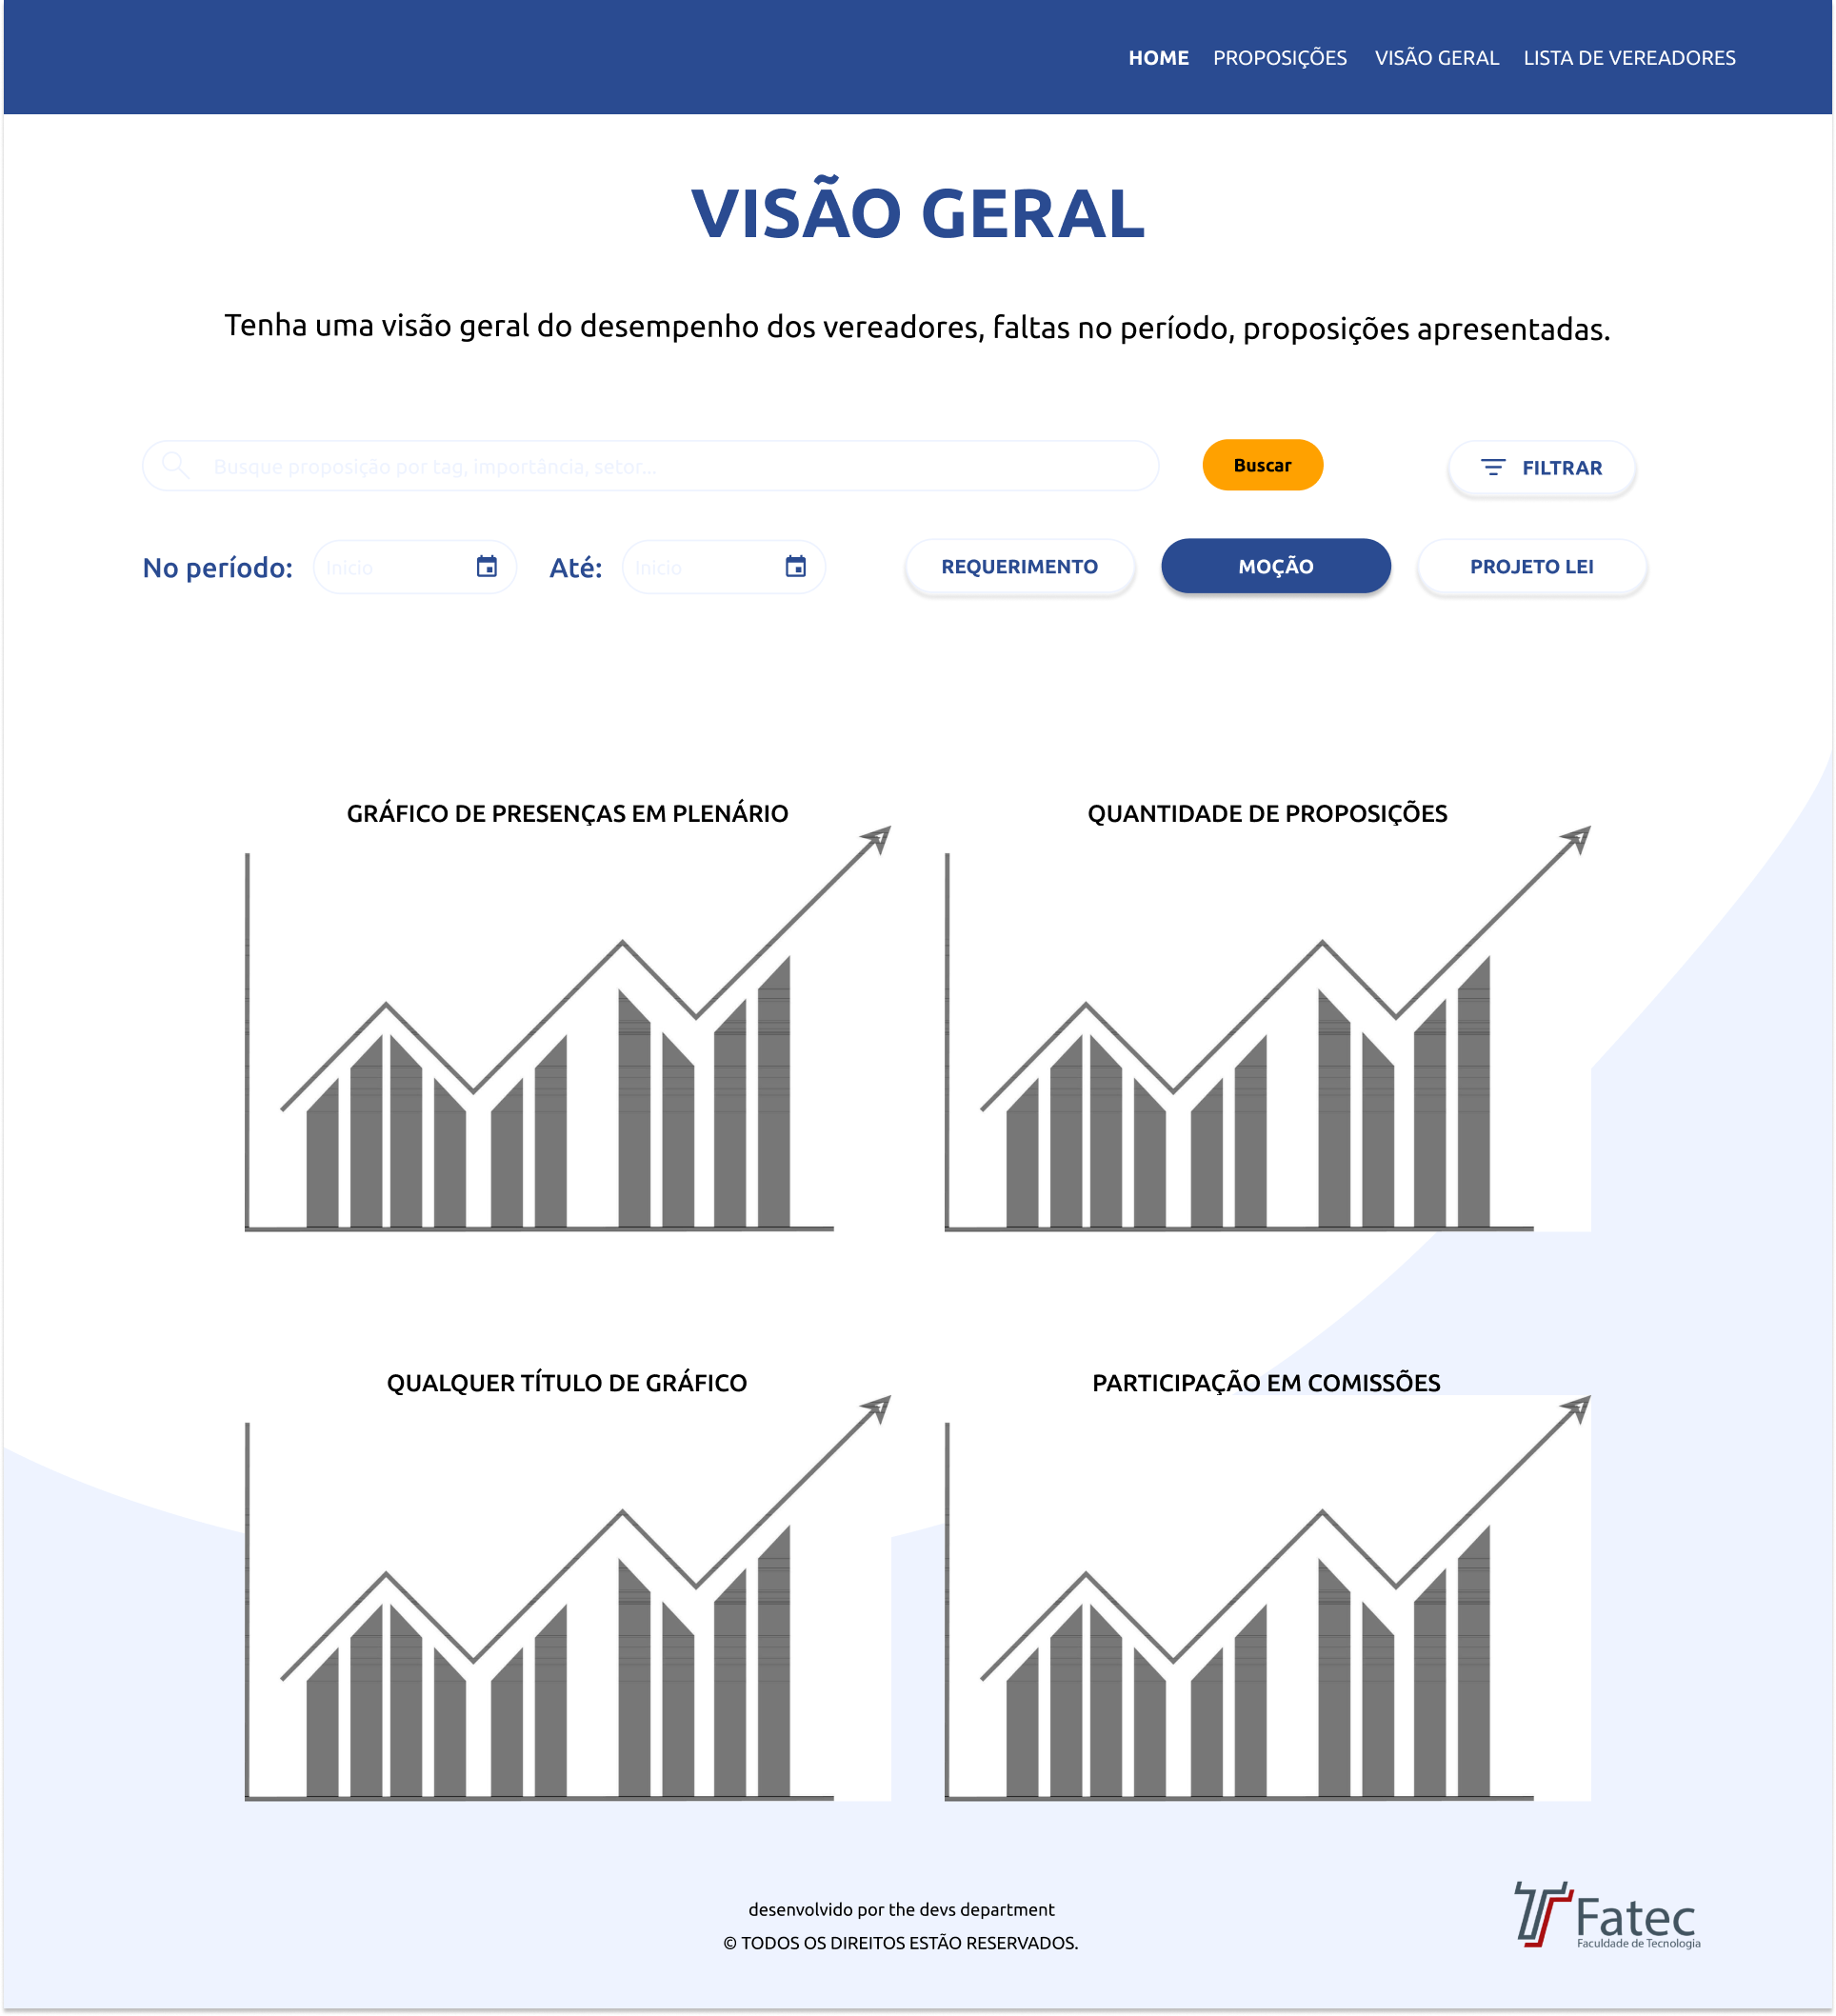 HOME PROPOSIÇÕES VISÃO GERAL LISTA DE VEREADORES
VISÃO GERAL
Tenha uma visão geral do desempenho dos vereadores, faltas no período, proposições apresentadas.
Busque proposição por tag, importância, setor...
Buscar
FILTRAR
No período: Inicio Até: Inicio
REQUERIMENTO MOÇÃO PROJETO LEI
GRÁFICO DE PRESENÇAS EM PLENÁRIO
QUANTIDADE DE PROPOSIÇÕES
QUALQUER TÍTULO DE GRÁFICO
PARTICIPAÇÃO EM COMISSÕES
desenvolvido por the devs department
© TODOS OS DIREITOS ESTÃO RESERVADOS.
Fatec
Faculdade de Tecnologia